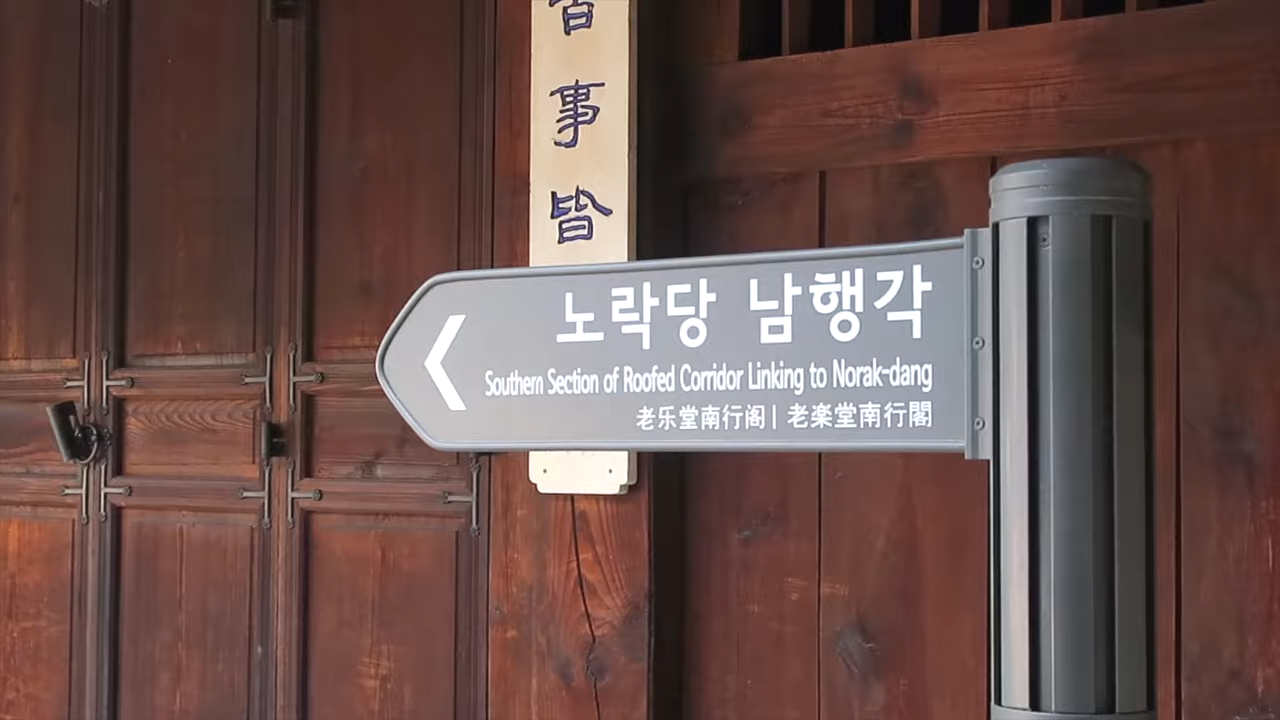 事
皆
노락당 남행각
Southern Section of Roofed Corridor Linking to Norak-dang
老乐堂南行阁 | 老楽堂南行閣